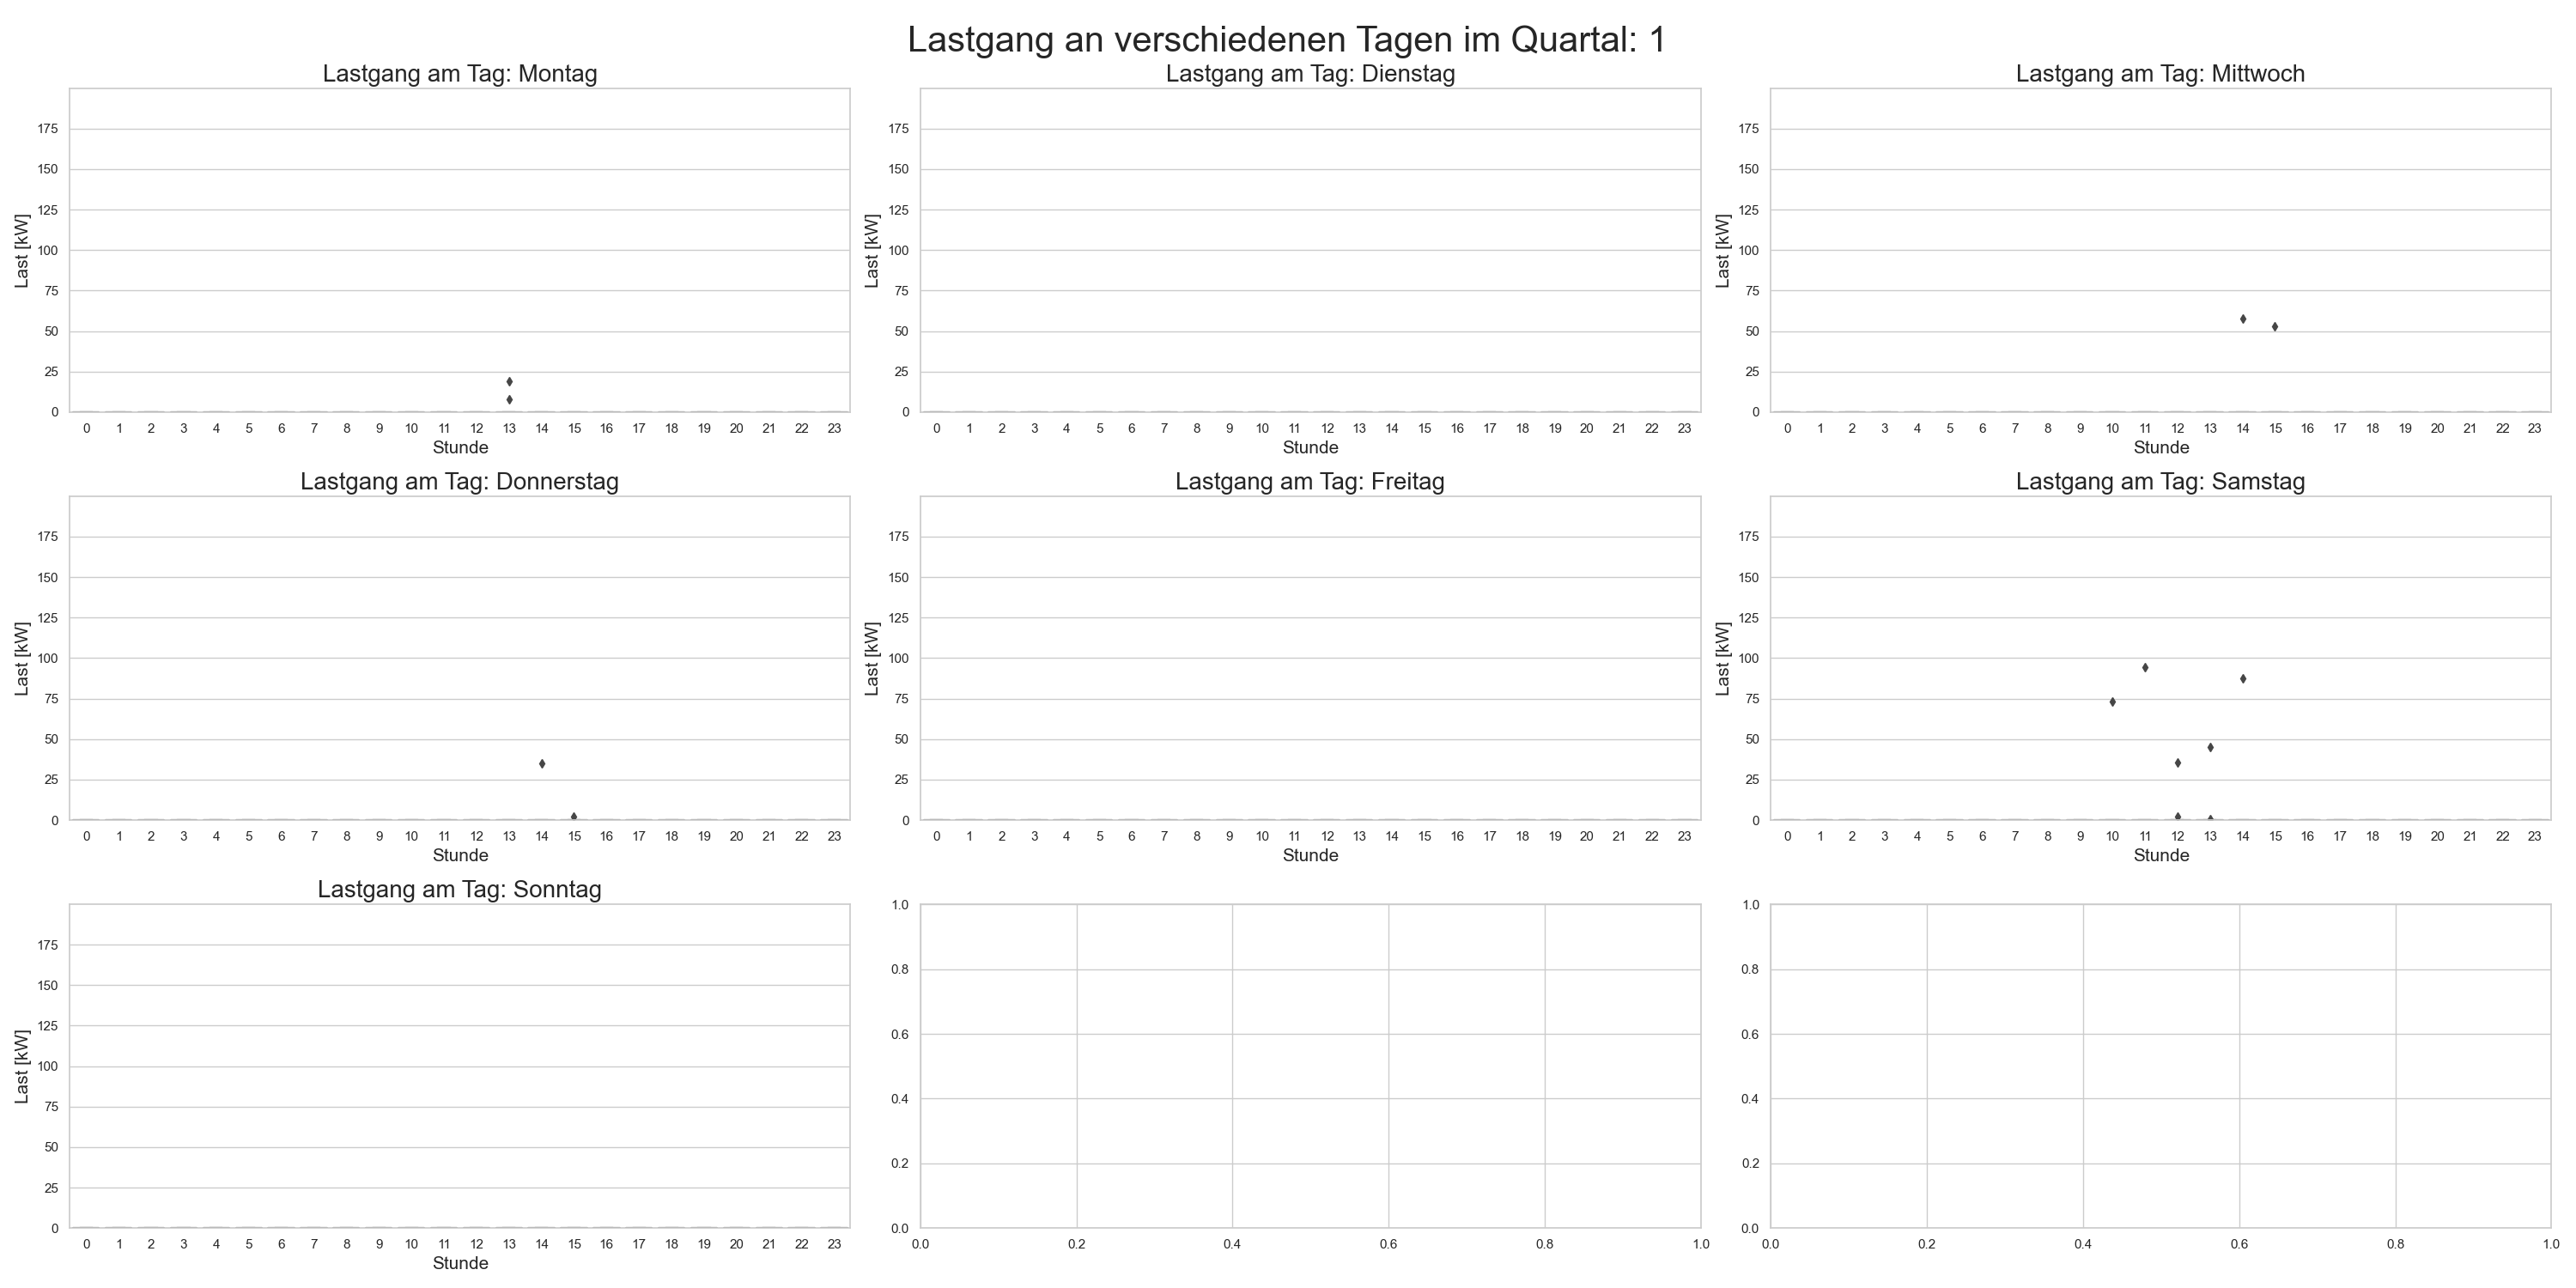 Lastgang an verschiedenen Tagen im Quartal: 1
Lastgang am Tag: Montag
Last [kW]
175
150
125
100
75
50
25
0
0 1 2 3 4 5 6 7 8 9 10 11 12 13 14 15 16 17 18 19 20 21 22 23
Stunde
Lastgang am Tag: Dienstag
Last [kW]
175
150
125
100
75
50
25
0
0 1 2 3 4 5 6 7 8 9 10 11 12 13 14 15 16 17 18 19 20 21 22 23
Stunde
Lastgang am Tag: Mittwoch
Last [kW]
175
150
125
100
75
50
25
0
0 1 2 3 4 5 6 7 8 9 10 11 12 13 14 15 16 17 18 19 20 21 22 23
Stunde
Lastgang am Tag: Donnerstag
Last [kW]
175
150
125
100
75
50
25
0
0 1 2 3 4 5 6 7 8 9 10 11 12 13 14 15 16 17 18 19 20 21 22 23
Stunde
Lastgang am Tag: Freitag
Last [kW]
175
150
125
100
75
50
25
0
0 1 2 3 4 5 6 7 8 9 10 11 12 13 14 15 16 17 18 19 20 21 22 23
Stunde
Lastgang am Tag: Samstag
Last [kW]
175
150
125
100
75
50
25
0
0 1 2 3 4 5 6 7 8 9 10 11 12 13 14 15 16 17 18 19 20 21 22 23
Stunde
Lastgang am Tag: Sonntag
Last [kW]
175
150
125
100
75
50
25
0
0 1 2 3 4 5 6 7 8 9 10 11 12 13 14 15 16 17 18 19 20 21 22 23
Stunde
1.0
0.8
0.6
0.4
0.2
0.0
0.0 0.2 0.4 0.6 0.8 1.0
1.0
0.8
0.6
0.4
0.2
0.0
0.0 0.2 0.4 0.6 0.8 1.0